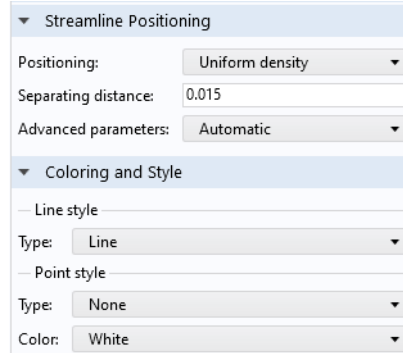 Streamline Positioning
Positioning: Uniform density
Separating distance: 0.015
Advanced parameters: Automatic
Coloring and Style
Line style
Type: Line
Point style
Type: None
Color: White